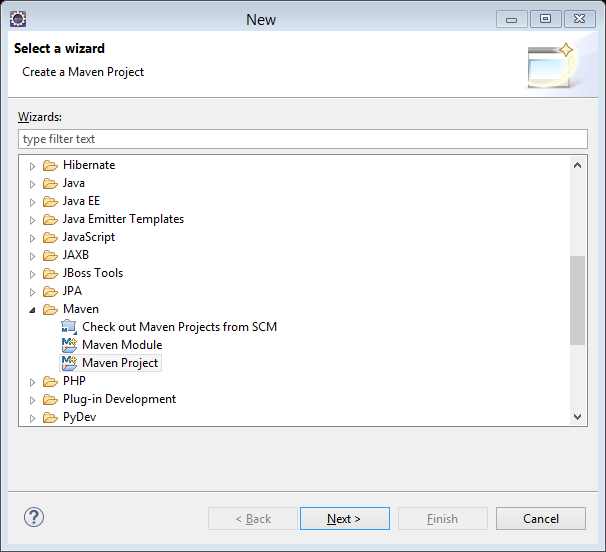 New
Select a wizard
Create a Maven Project
Wizards:
type filter text
Hibernate
Java
Java EE
Java Emitter Templates
JavaScript
JAXB
JBoss Tools
JPA
Maven
Check out Maven Projects from SCM
Maven Module
Maven Project
PHP
Plug-in Development
PyDev
? < Back Next > Finish Cancel